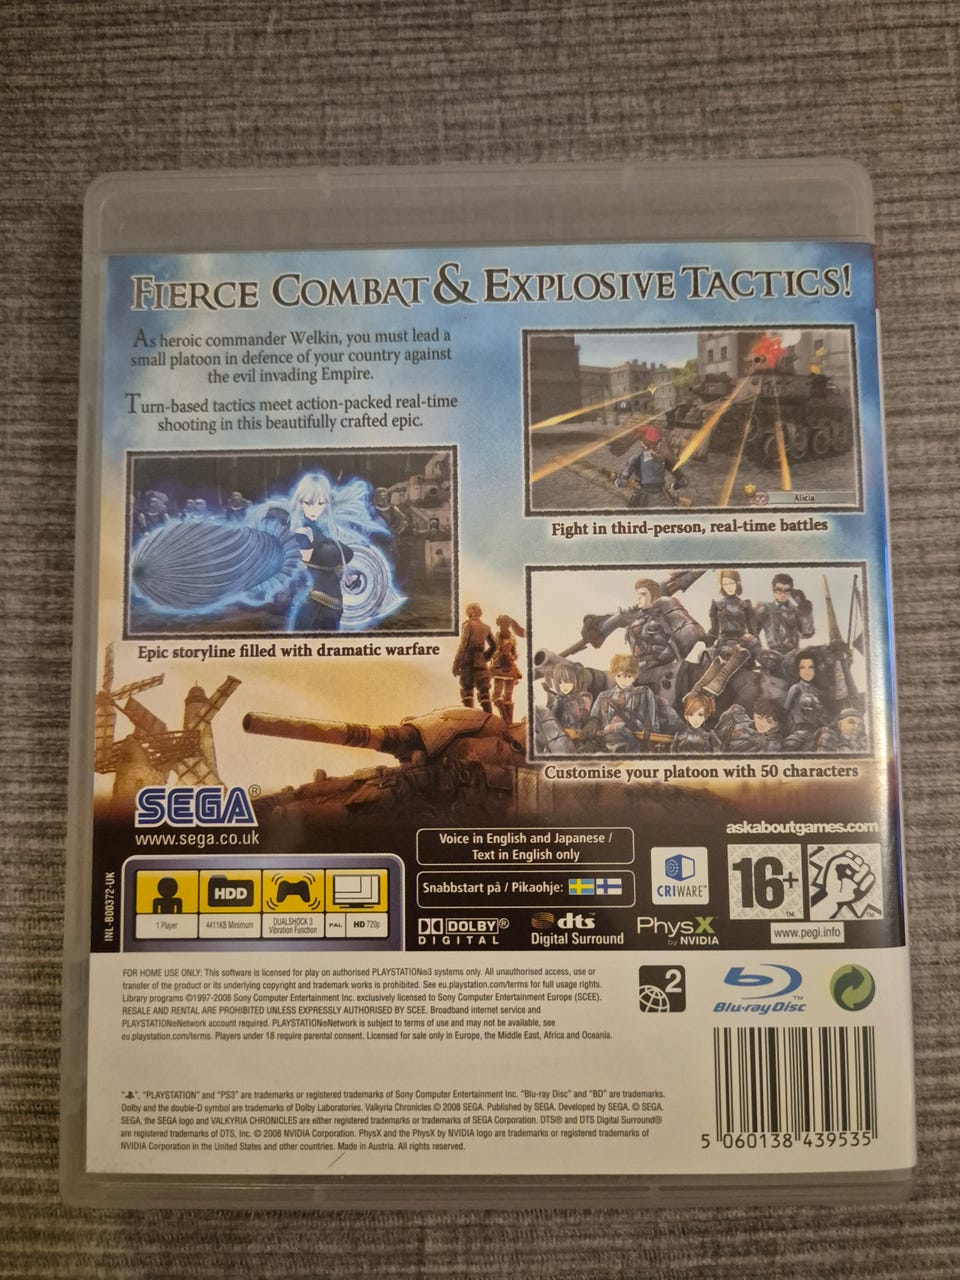 FIERCE COMBAT & EXPLOSIVE TACTICS!
As heroic commander Welkin, you must lead a
small platoon in defence of your country against
the evil invading Empire.
Turn-based tactics meet action-packed real-time
shooting in this beautifully crafted epic.
Alicia
Fight in third-person, real-time battles
Epic storyline filled with dramatic warfare
Customise your platoon with 50 characters
SEGA®
www.sega.co.uk
askaboutgames.com
Voice in English and Japanese /
Text in English only
Snabbstart på / Pikaohje:
CRIWARE™
16+
™
™
www.pegi.info
INL-B00372-UK
HDD
1 Player
4411KB Minimum
DUALSHOCK 3
Vibration Function
PAL
HD 720p
DOLBY®
DIGITAL
dts
Digital Surround
PhysX™
by NVIDIA
FOR HOME USE ONLY: This software is licensed for play on authorised PLAYSTATION®3 systems only. All unauthorised access, use or
transfer of the product or its underlying copyright and trademark works is prohibited. See eu.playstation.com/terms for full usage rights.
Library programs ©1997-2008 Sony Computer Entertainment Inc. exclusively licensed to Sony Computer Entertainment Europe (SCEE).
RESALE AND RENTAL ARE PROHIBITED UNLESS EXPRESSLY AUTHORISED BY SCEE. Broadband internet service and
PLAYSTATION®Network account required. PLAYSTATION®Network is subject to terms of use and may not be available, see
eu.playstation.com/terms. Players under 18 require parental consent. Licensed for sale only in Europe, the Middle East, Africa and Oceania.
2
Blu-ray Disc™
", "PLAYSTATION" and "PS3" are trademarks or registered trademarks of Sony Computer Entertainment Inc. "Blu-ray Disc" and "BD" are trademarks.
Dolby and the double-D symbol are trademarks of Dolby Laboratories. Valkyria Chronicles © 2008 SEGA. Published by SEGA. Developed by SEGA. © SEGA.
SEGA, the SEGA logo and VALKYRIA CHRONICLES are either registered trademarks or trademarks of SEGA Corporation. DTS® and DTS Digital Surround®
are registered trademarks of DTS, Inc. © 2008 NVIDIA Corporation. PhysX and the PhysX by NVIDIA logo are trademarks or registered trademarks of
NVIDIA Corporation in the United States and other countries. Made in Austria. All rights reserved.
5 060138 439535